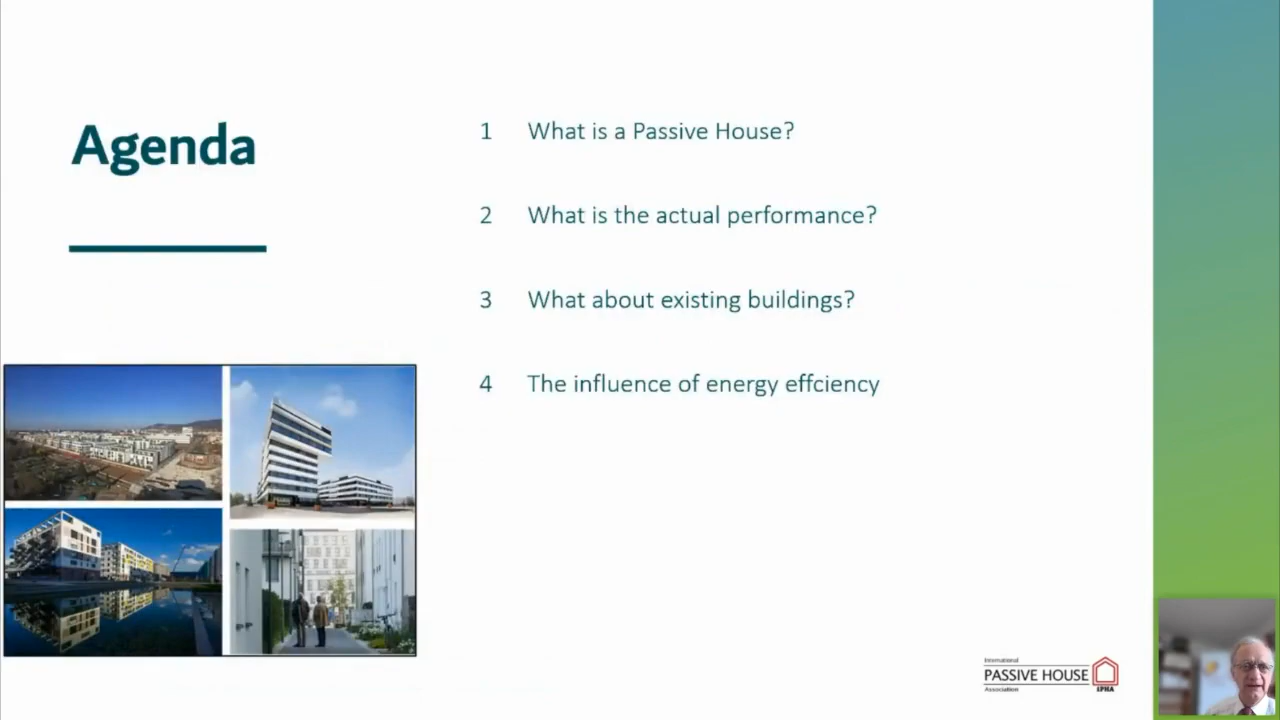 Agenda
1 What is a Passive House?
2 What is the actual performance?
3 What about existing buildings?
4 The influence of energy effciency
International
PASSIVE HOUSE
Association
iPHA